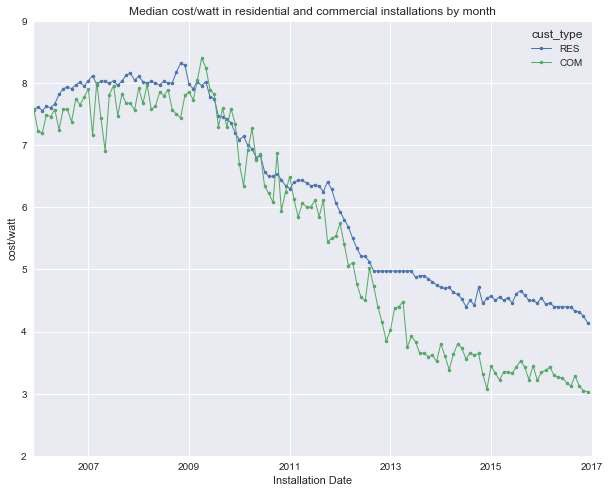 Median cost/watt in residential and commercial installations by month
9
8
7
6
5
4
3
2
cost/watt
cust_type
RES
COM
2007 2009 2011 2013 2015 2017
Installation Date